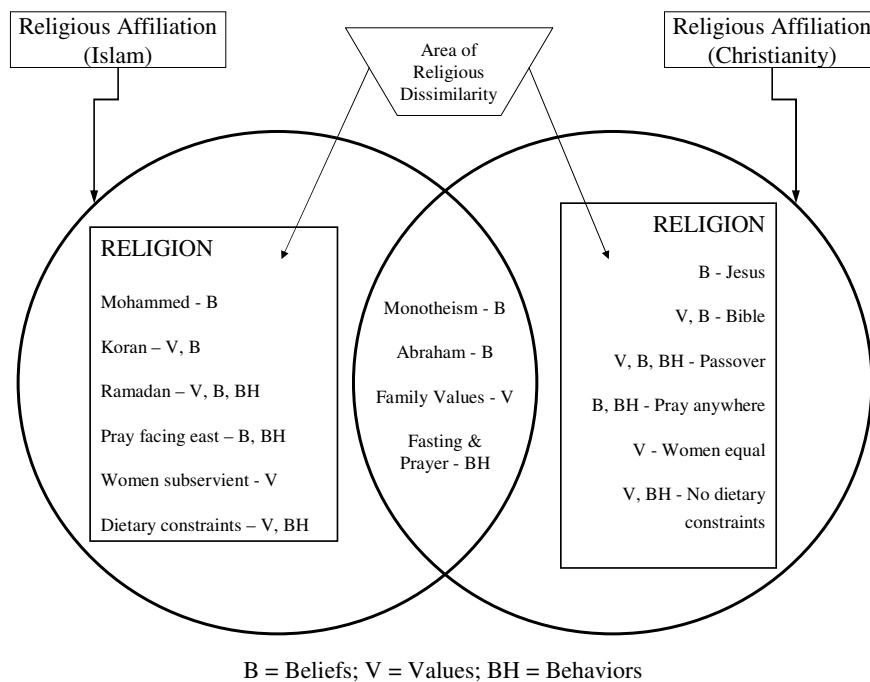 Religious Affiliation
(Islam)
Area of
Religious
Dissimilarity
Religious Affiliation
(Christianity)
RELIGION
Mohammed - B
Koran – V, B
Ramadan – V, B, BH
Pray facing east – B, BH
Women subservient - V
Dietary constraints – V, BH
Monotheism - B
Abraham - B
Family Values - V
Fasting &
Prayer - BH
RELIGION
B - Jesus
V, B - Bible
V, B, BH - Passover
B, BH - Pray anywhere
V - Women equal
V, BH - No dietary
constraints
B = Beliefs; V = Values; BH = Behaviors